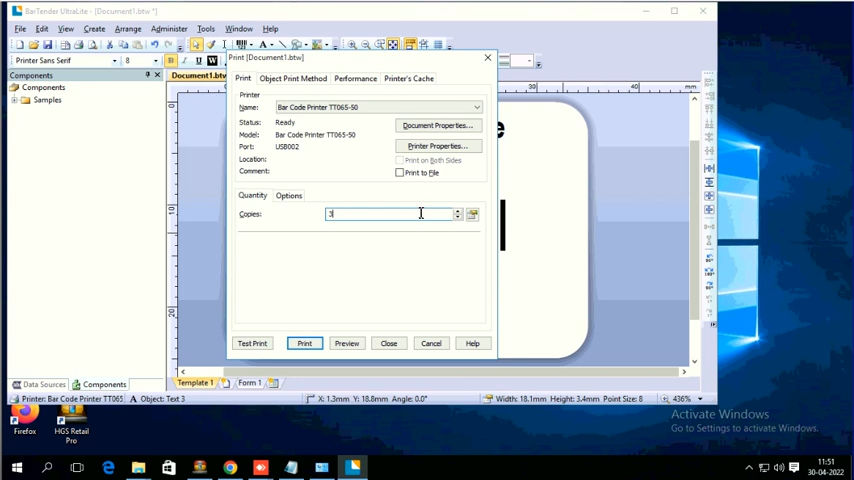 BarTender UltraLite - [Document1.btw *]
File Edit View Create Arrange Administer Tools Window Help
Printer Sans Serif 8 B I U W
Components
Components
Samples
Document1.btw
30 40 mm
0
10
20
Print [Document1.btw]
Print Object Print Method Performance Printer's Cache
Printer
Name: Bar Code Printer TT065-50
Status: Ready Document Properties...
Model: Bar Code Printer TT065-50
Port: USB002 Printer Properties...
Location: Print on Both Sides
Comment: Print to File
Quantity Options
Copies: 3
Test Print Print Preview Close Cancel Help
Data Sources Components
Template 1 Form 1
Printer: Bar Code Printer TT065 Object: Text 3 X: 1.3mm Y: 18.8mm Angle: 0.0° Width: 18.1mm Height: 3.4mm Point Size: 8 436%
Firefox
HGS Retail
Pro
Activate Windows
Go to Settings to activate Windows.
11:51
30-04-2022